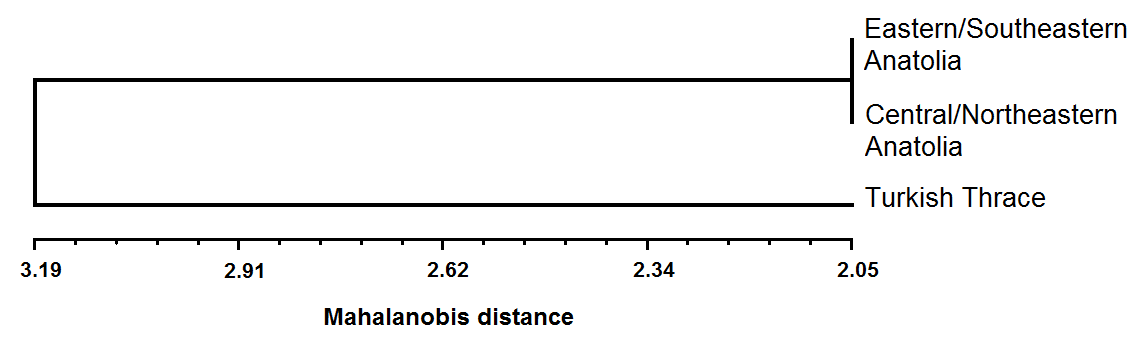 Eastern/Southeastern
Anatolia
Central/Northeastern
Anatolia
Turkish Thrace
3.19 2.91 2.62 2.34 2.05
Mahalanobis distance